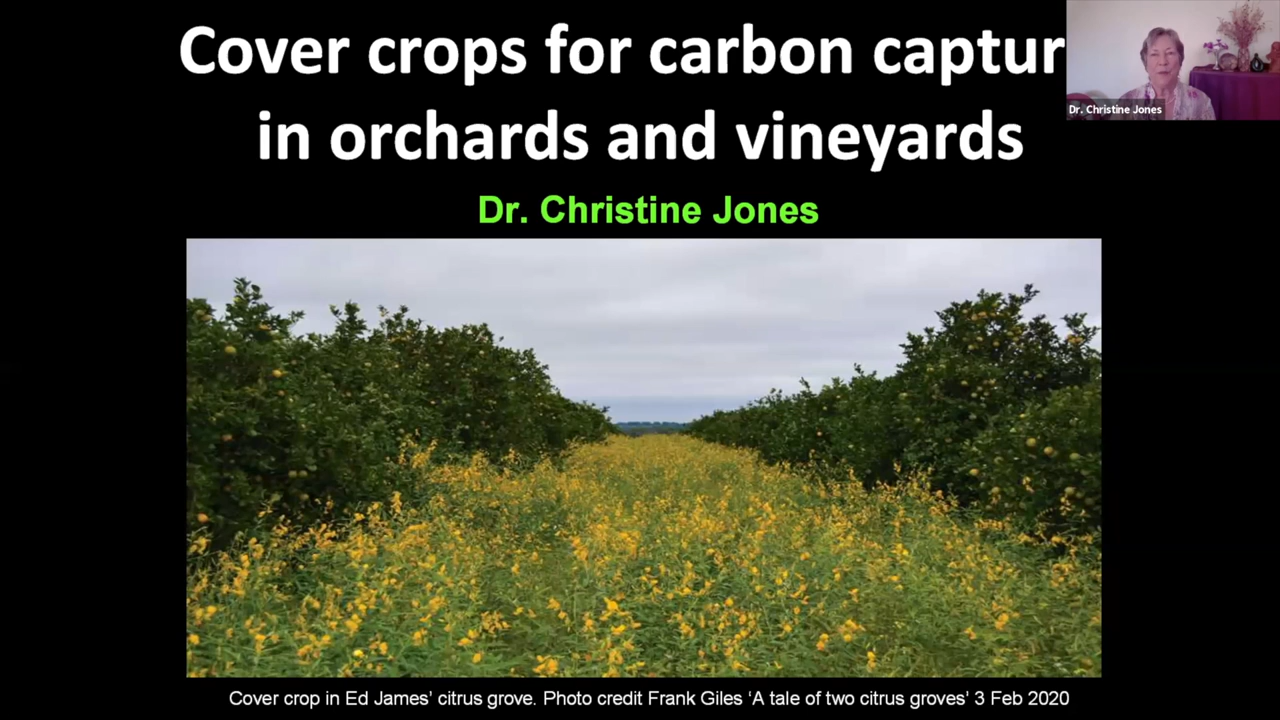 Cover crops for carbon captur
in orchards and vineyards
Dr. Christine Jones
Dr. Christine Jones
Cover crop in Ed James’ citrus grove. Photo credit Frank Giles ‘A tale of two citrus groves’ 3 Feb 2020